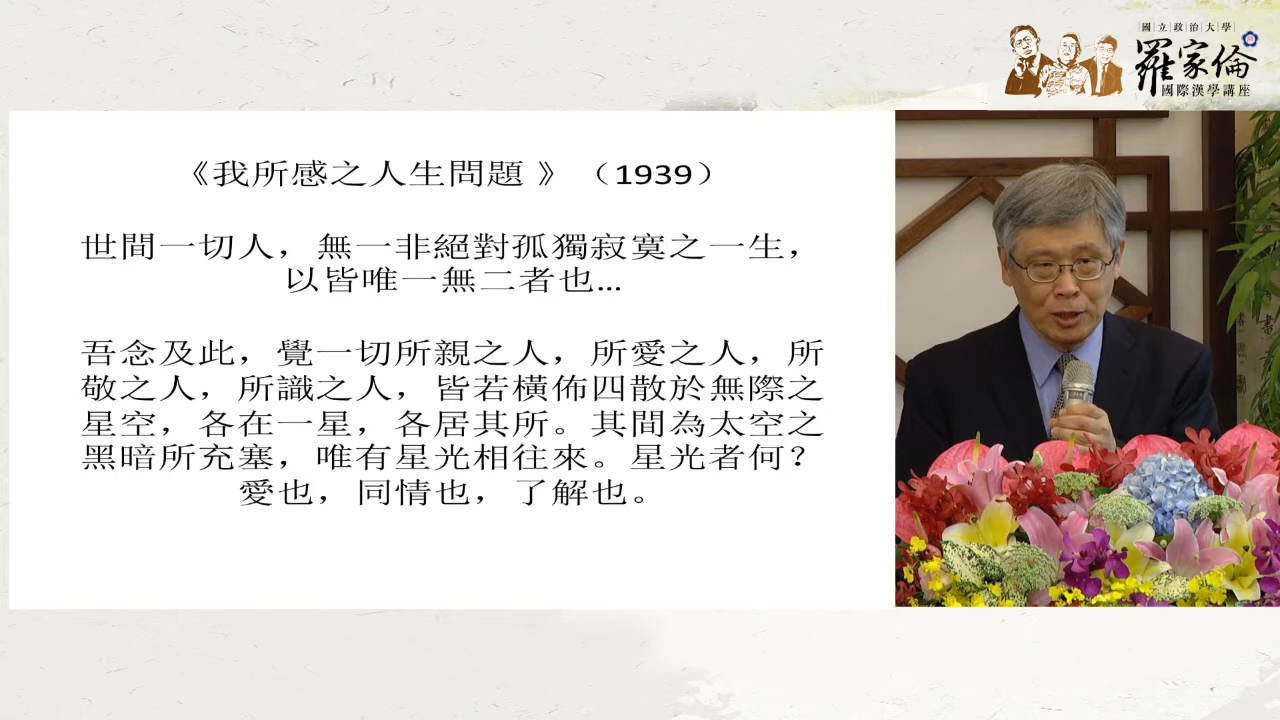 國立政治大學
羅家倫
國際漢學講座
《我所感之人生問題 》（1939）
世間一切人，無一非絕對孤獨寂寞之一生，
以皆唯一無二者也...
吾念及此，覺一切所親之人，所愛之人，所
敬之人，所識之人，皆若橫佈四散於無際之
星空，各在一星，各居其所。其間為太空之
黑暗所充塞，唯有星光相往來。星光者何？
愛也，同情也，了解也。